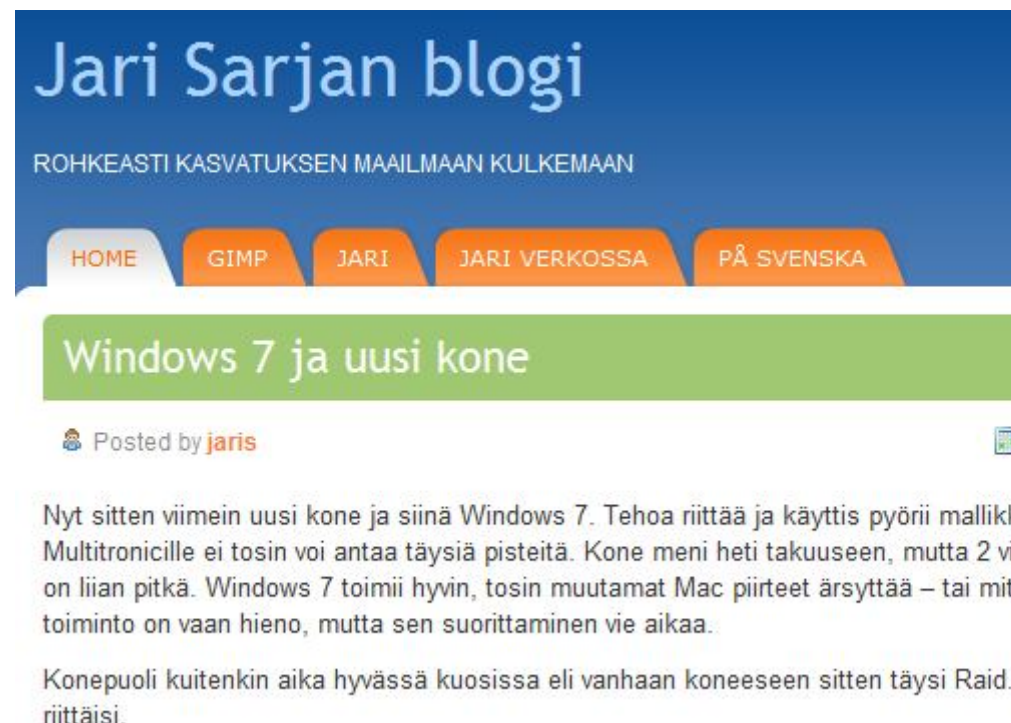 Jari Sarjan blogi
ROHKEASTI KASVATUKSEN MAAILMAAN KULKEMAAN
HOME GIMP JARI JARI VERKOSSA PÅ SVENSKA
Windows 7 ja uusi kone
Posted by jaris
Nyt sitten viimein uusi kone ja siinä Windows 7. Tehoa riittää ja käyttis pyörii
Multitronicille ei tosin voi antaa täysiä pisteitä. Kone meni heti takuuseen, mutta 2
on liian pitkä. Windows 7 toimii hyvin, tosin muutamat Mac piirteet ärsyttää – tai
toiminto on vaan hieno, mutta sen suorittaminen vie aikaa.
Konepuoli kuitenkin aika hyvässä kuosissa eli vanhaan koneeseen sitten täysi Raid.
riittäisi.